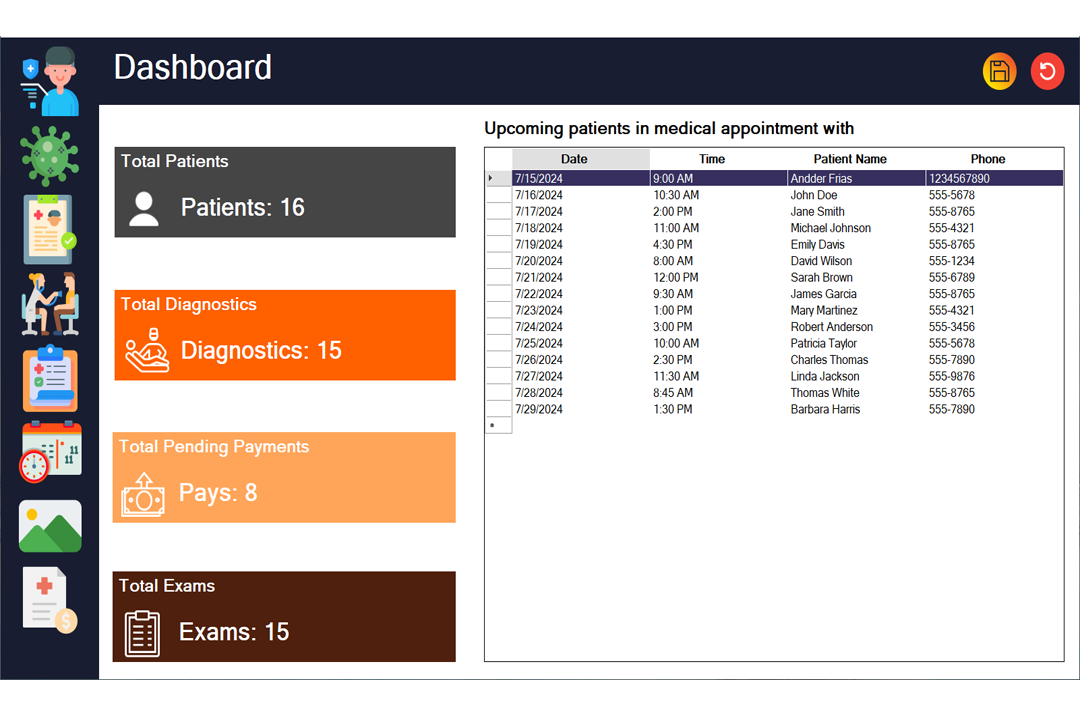 Dashboard
Total Patients
Patients: 16
Total Diagnostics
Diagnostics: 15
Total Pending Payments
Pays: 8
Total Exams
Exams: 15
Upcoming patients in medical appointment with
Date Time Patient Name Phone
7/15/2024 9:00 AM Andder Frias 1234567890
7/16/2024 10:30 AM John Doe 555-5678
7/17/2024 2:00 PM Jane Smith 555-8765
7/18/2024 11:00 AM Michael Johnson 555-4321
7/19/2024 4:30 PM Emily Davis 555-8765
7/20/2024 8:00 AM David Wilson 555-1234
7/21/2024 12:00 PM Sarah Brown 555-6789
7/22/2024 9:30 AM James Garcia 555-8765
7/23/2024 1:00 PM Mary Martinez 555-4321
7/24/2024 3:00 PM Robert Anderson 555-3456
7/25/2024 10:00 AM Patricia Taylor 555-5678
7/26/2024 2:30 PM Charles Thomas 555-7890
7/27/2024 11:30 AM Linda Jackson 555-9876
7/28/2024 8:45 AM Thomas White 555-8765
7/29/2024 1:30 PM Barbara Harris 555-7890
11
11
$